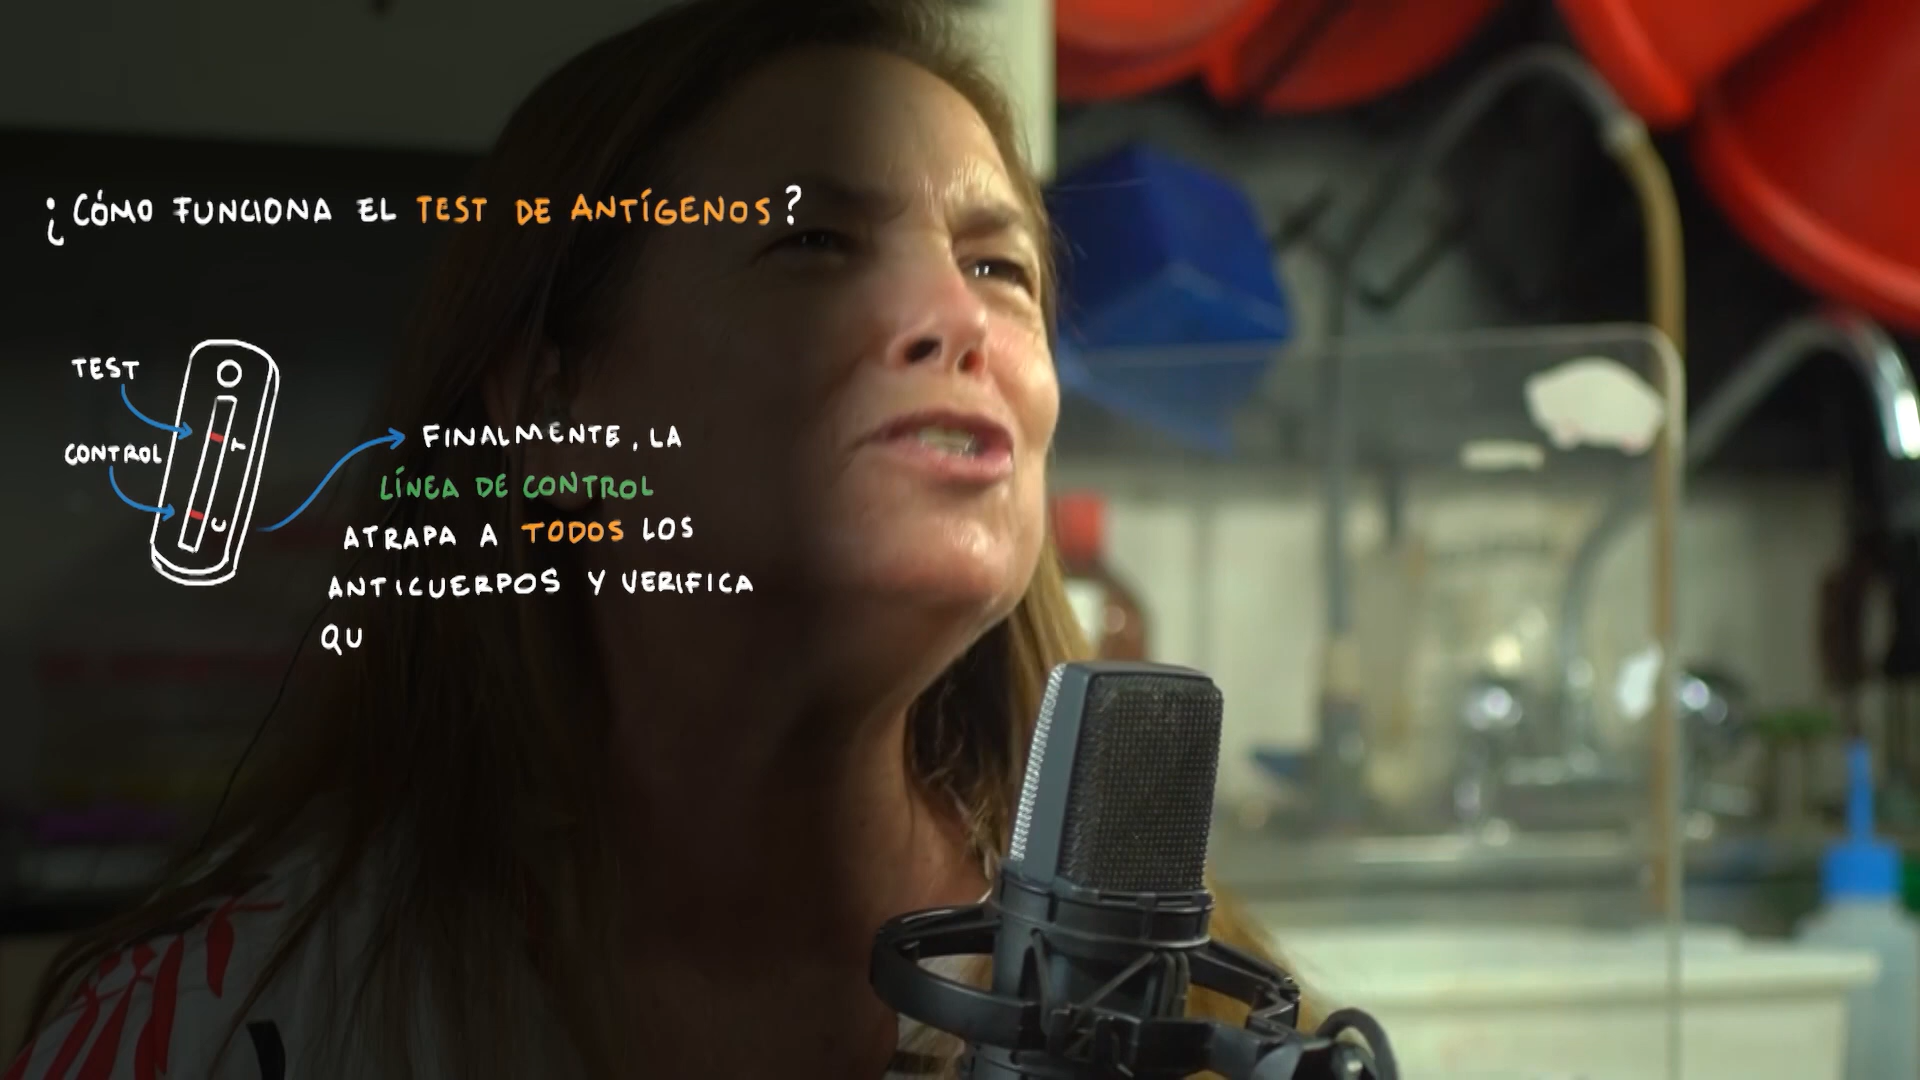 ¿CÓMO FUNCIONA EL TEST DE ANTÍGENOS?
TEST
CONTROL
T
C
FINALMENTE, LA
LÍNEA DE CONTROL
ATRAPA A TODOS LOS
ANTICUERPOS Y VERIFICA
QU